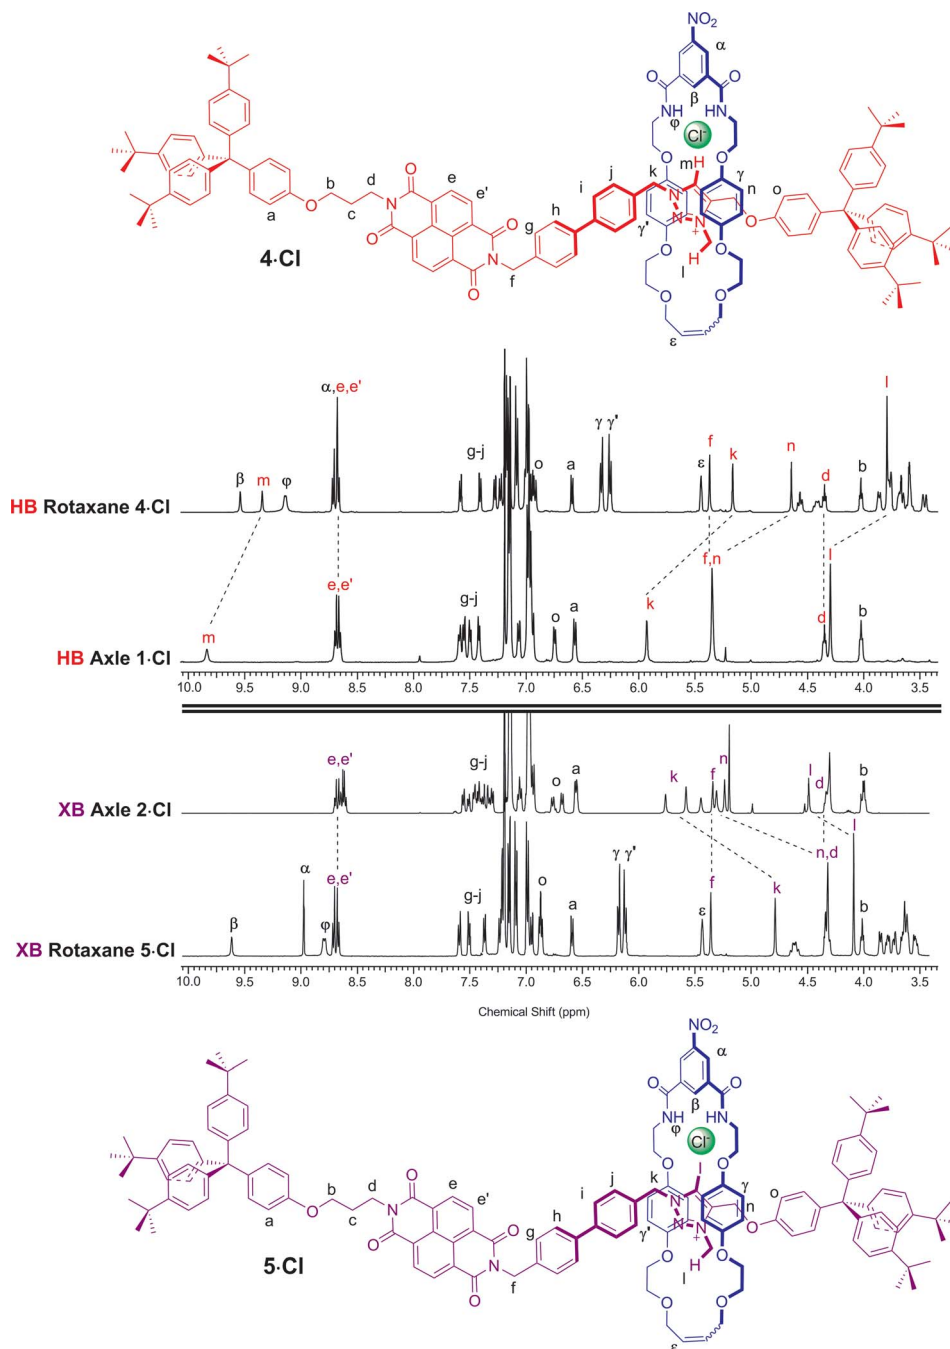 NO₂
α
O
O
β
NH
HN
φ
Cl⁻
O
O
m
H
γ
b
d
O
O
e
j
k
n
o
i
a
O
c
N
e'
h
N
N
+
O
γ'
O
O
O
g
O
O
H
l
4·Cl
N
f
O
O
O
ε
α,e,e'
l
γ
γ'
g-j
f
k
n
β
m
φ
o
a
ε
d
b
HB Rotaxane 4·Cl
e,e'
f,n
l
g-j
k
m
o
a
d
b
HB Axle 1·Cl
10.0 9.5 9.0 8.5 8.0 7.5 7.0 6.5 6.0 5.5 5.0 4.5 4.0 3.5
e,e'
g-j
k
f
n
l
d
b
o
a
XB Axle 2·Cl
l
γ
γ'
n,d
α
e,e'
g-j
o
a
f
k
β
φ
ε
b
XB Rotaxane 5·Cl
10.0 9.5 9.0 8.5 8.0 7.5 7.0 6.5 6.0 5.5 5.0 4.5 4.0 3.5
Chemical Shift (ppm)
NO₂
α
O
O
β
NH
HN
φ
Cl⁻
O
O
I
γ
b
d
O
O
e
j
k
n
o
i
a
O
c
N
e'
h
N
N
+
O
γ'
O
O
O
g
O
O
H
l
5·Cl
N
f
O
O
O
ε